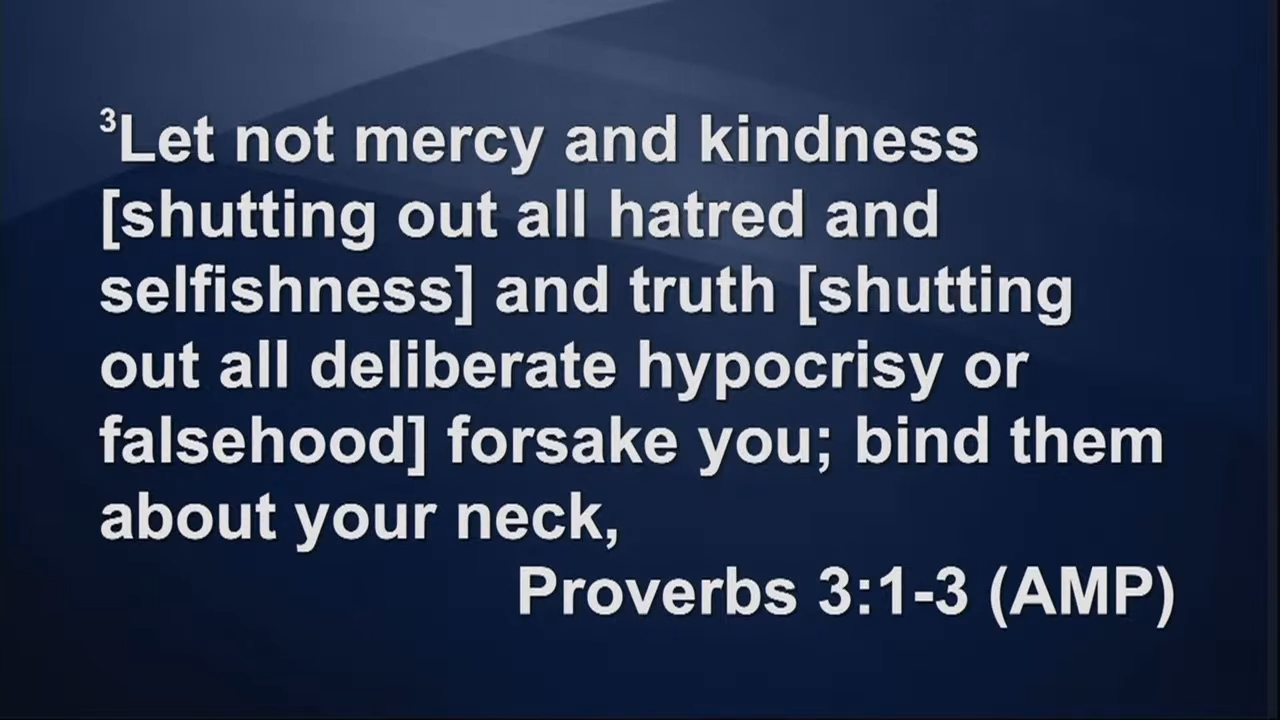 ³Let not mercy and kindness
[shutting out all hatred and
selfishness] and truth [shutting
out all deliberate hypocrisy or
falsehood] forsake you; bind them
about your neck,
Proverbs 3:1-3 (AMP)